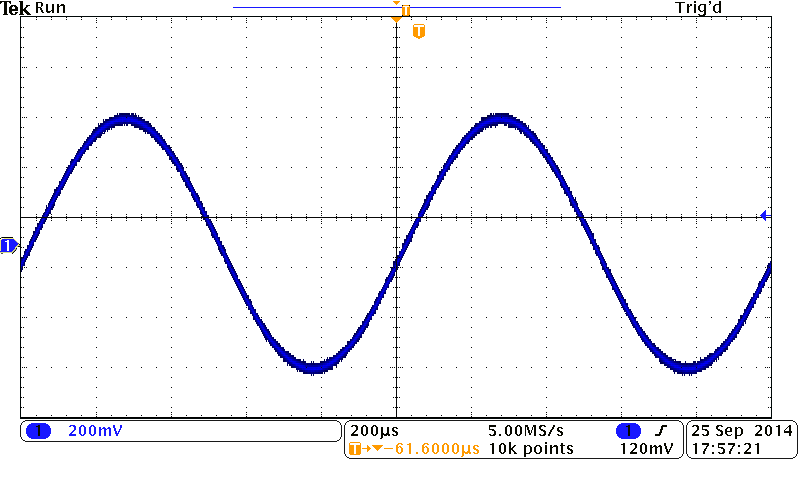 Tek Run Trig'd
T
T
1
1 200mV 200µs 5.00MS/s 1 120mV
T→▼−61.6000µs 10k points
25 Sep 2014
17:57:21